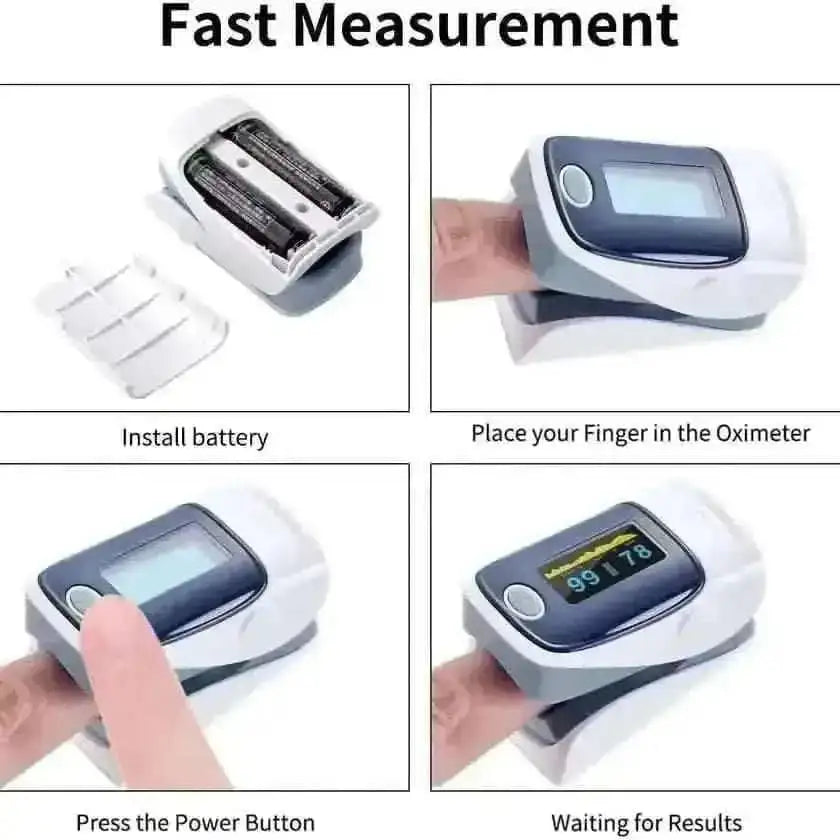 Fast Measurement
Install battery
Place your Finger in the Oximeter
99 78
Press the Power Button
Waiting for Results